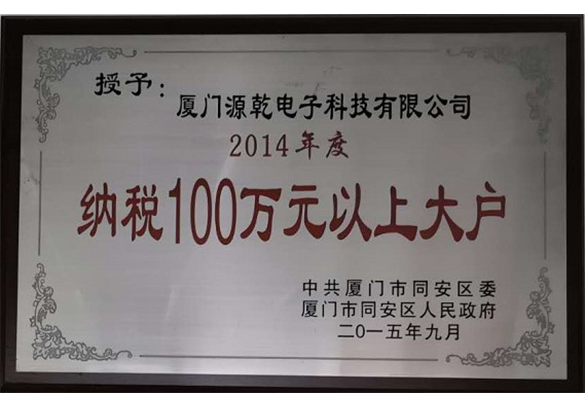 授予：
厦门源乾电子科技有限公司
2014年度
纳税100万元以上大户
中共厦门市同安区委
厦门市同安区人民政府
二〇一五年九月